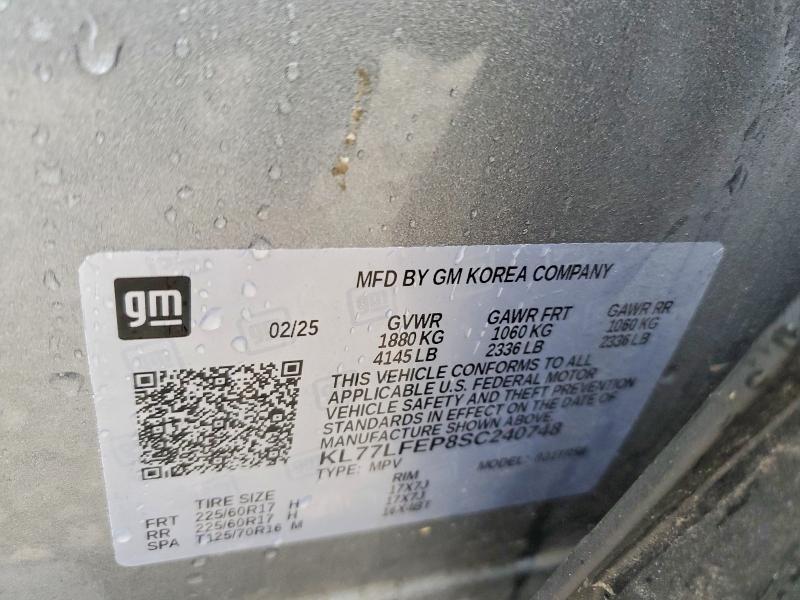 gm
MFD BY GM KOREA COMPANY
02/25 GVWR GAWR FRT GAWR RR
1880 KG 1060 KG 1060 KG
4145 LB 2336 LB 2336 LB
THIS VEHICLE CONFORMS TO ALL
APPLICABLE U.S. FEDERAL MOTOR
VEHICLE SAFETY AND THEFT PREVENTION
STANDARDS IN EFFECT ON THE DATE OF
MANUFACTURE SHOWN ABOVE.
KL77LFEP8SC240748
TYPE: MPV MODEL:
TIRE SIZE RIM
FRT 225/60R17 H 17X7J
RR 225/60R17 H 17X7J
SPA T125/70R16 M 16X4BT